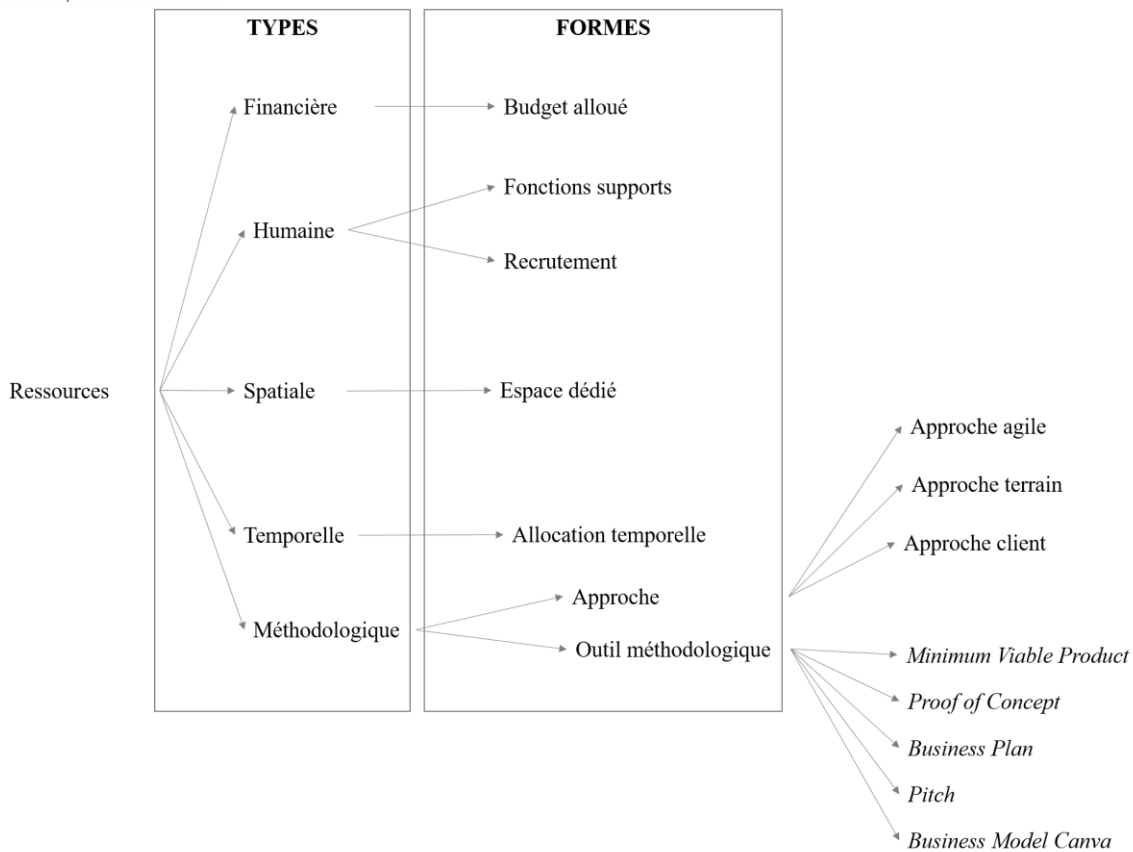 TYPES
FORMES
Financière
Budget alloué
Fonctions supports
Humaine
Recrutement
Ressources
Spatiale
Espace dédié
Approche agile
Approche terrain
Temporelle
Allocation temporelle
Approche client
Approche
Méthodologique
Outil méthodologique
Minimum Viable Product
Proof of Concept
Business Plan
Pitch
Business Model Canva